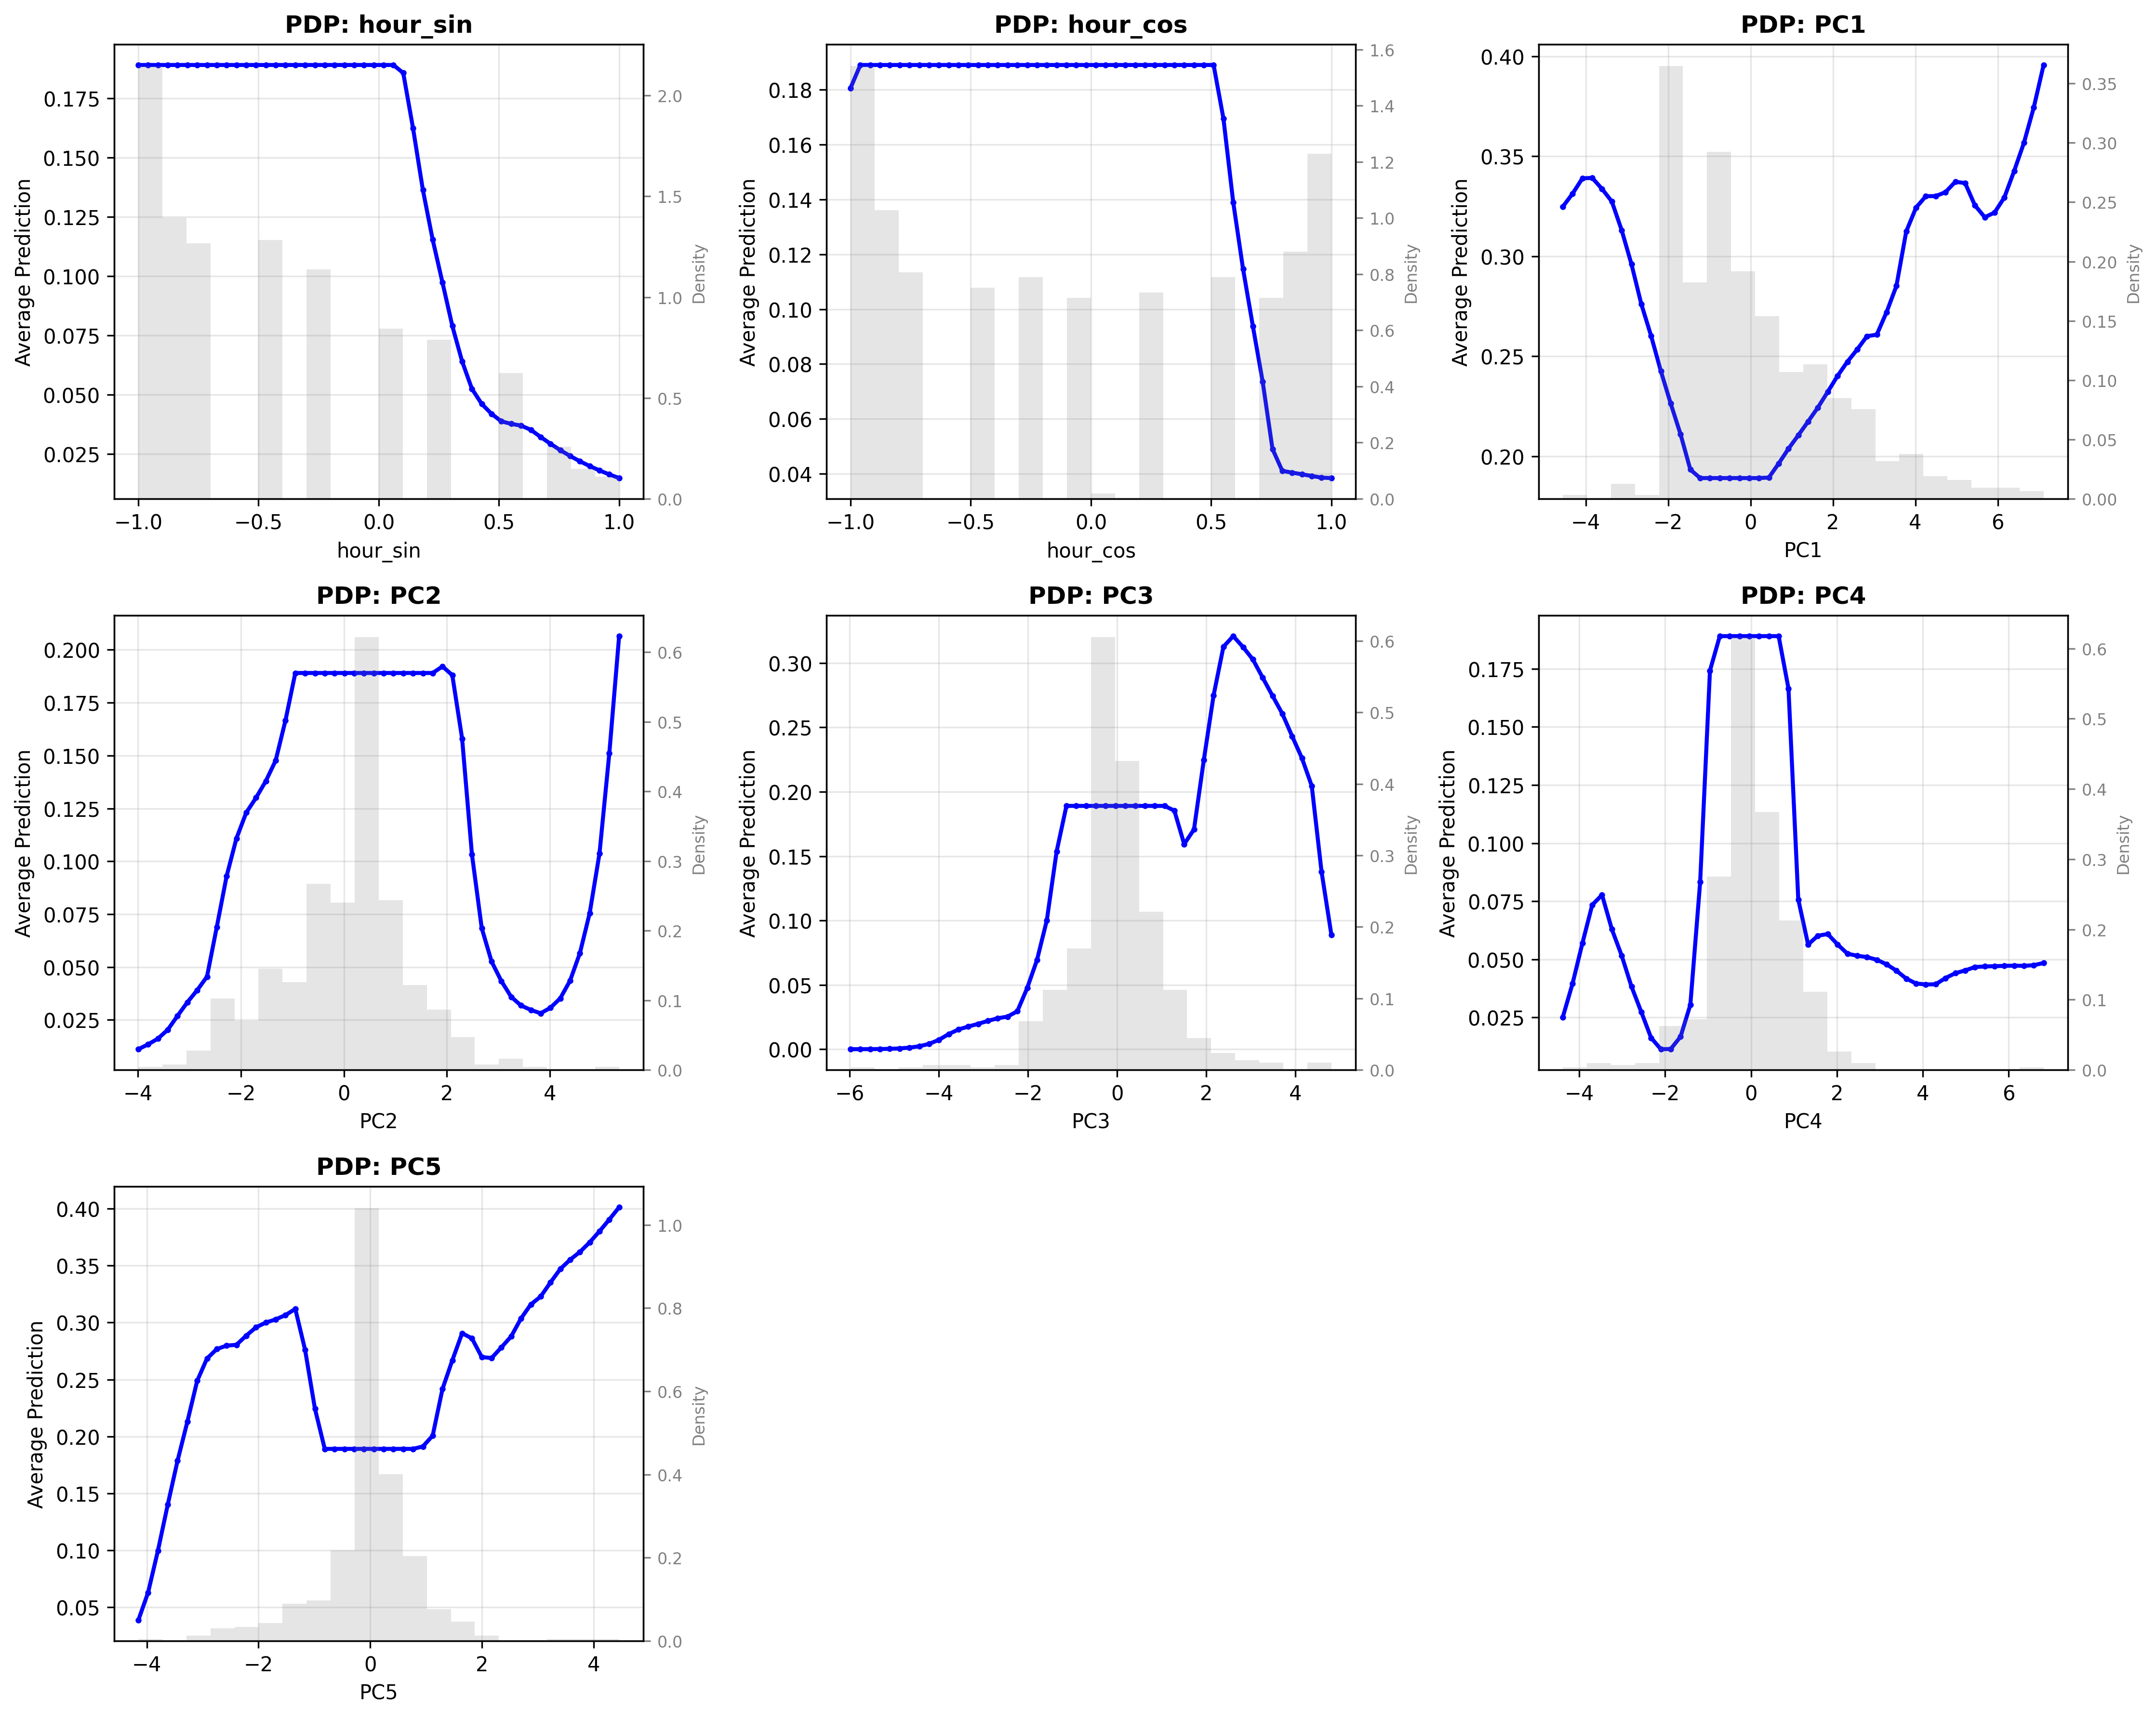 PDP: hour_sin
0.175
0.150
0.125
0.100
0.075
0.050
0.025
Average Prediction
2.0
1.5
1.0
0.5
0.0
Density
−1.0 −0.5 0.0 0.5 1.0
hour_sin
PDP: hour_cos
0.18
0.16
0.14
0.12
0.10
0.08
0.06
0.04
Average Prediction
1.6
1.4
1.2
1.0
0.8
0.6
0.4
0.2
0.0
Density
−1.0 −0.5 0.0 0.5 1.0
hour_cos
PDP: PC1
0.40
0.35
0.30
0.25
0.20
Average Prediction
0.35
0.30
0.25
0.20
0.15
0.10
0.05
0.00
Density
−4 −2 0 2 4 6
PC1
PDP: PC2
0.200
0.175
0.150
0.125
0.100
0.075
0.050
0.025
Average Prediction
0.6
0.5
0.4
0.3
0.2
0.1
0.0
Density
−4 −2 0 2 4
PC2
PDP: PC3
0.30
0.25
0.20
0.15
0.10
0.05
0.00
Average Prediction
0.6
0.5
0.4
0.3
0.2
0.1
0.0
Density
−6 −4 −2 0 2 4
PC3
PDP: PC4
0.175
0.150
0.125
0.100
0.075
0.050
0.025
Average Prediction
0.6
0.5
0.4
0.3
0.2
0.1
0.0
Density
−4 −2 0 2 4 6
PC4
PDP: PC5
0.40
0.35
0.30
0.25
0.20
0.15
0.10
0.05
Average Prediction
1.0
0.8
0.6
0.4
0.2
0.0
Density
−4 −2 0 2 4
PC5